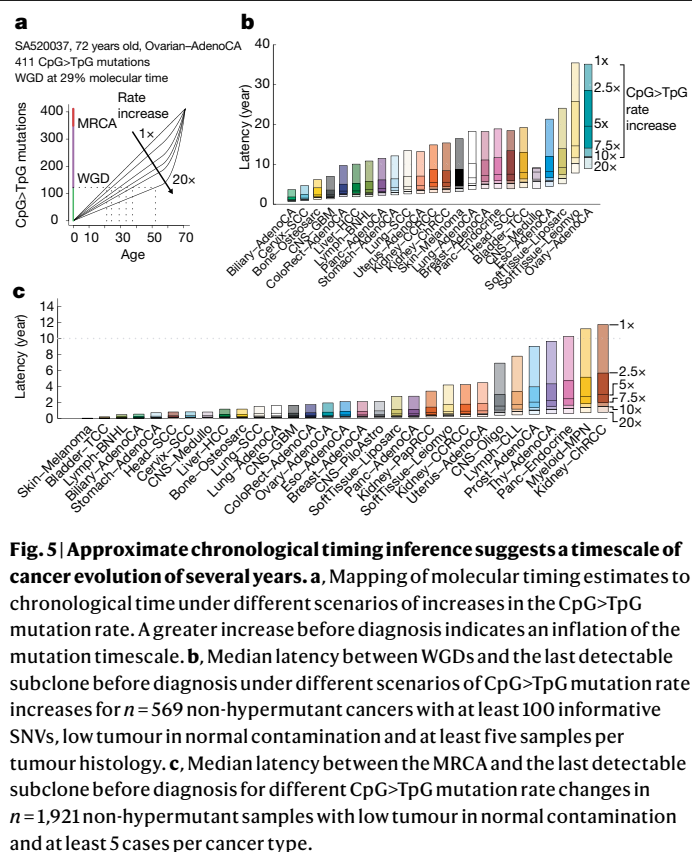 a
SA520037, 72 years old, Ovarian–AdenoCA
411 CpG>TpG mutations
WGD at 29% molecular time
CpG>TpG mutations
400
300
200
100
0
MRCA
WGD
Rate
increase
1×
20×
0 10 30 50 70
Age
b
Latency (year)
40
30
20
10
0
1×
2.5×
5×
7.5×
10×
20×
CpG>TpG
rate
increase
Biliary–AdenoCA
Cervix–SCC
Bone–Osteosarc
CNS–GBM
ColoRect–AdenoCA
Liver–HCC
Lymph–BNHL
Panc–AdenoCA
Stomach–AdenoCA
Lung–SCC
Uterus–AdenoCA
Kidney–CCRCC
Kidney–ChRCC
Skin–Melanoma
Lung–AdenoCA
Breast–AdenoCA
Panc–Endocrine
Head–SCC
Bladder–TCC
CNS–Medullo
Eso–AdenoCA
SoftTissue–Liposarc
SoftTissue–Leiomyo
Ovary–AdenoCA
c
Latency (year)
14
12
10
8
6
4
2
0
1×
2.5×
5×
7.5×
10×
20×
Skin–Melanoma
Bladder–TCC
Lymph–BNHL
Biliary–AdenoCA
Stomach–AdenoCA
Head–SCC
Cervix–SCC
CNS–Medullo
Liver–HCC
Bone–Osteosarc
Lung–SCC
Lung–AdenoCA
CNS–GBM
ColoRect–AdenoCA
Ovary–AdenoCA
Eso–AdenoCA
Breast–AdenoCA
CNS–PiloAstro
SoftTissue–Liposarc
Panc–AdenoCA
Kidney–PapRCC
SoftTissue–Leiomyo
Kidney–CCRCC
Uterus–AdenoCA
CNS–Oligo
Lymph–CLL
Prost–AdenoCA
Thy–AdenoCA
Panc–Endocrine
Myeloid–MPN
Kidney–ChRCC
Fig. 5 | Approximate chronological timing inference suggests a timescale of
cancer evolution of several years. a, Mapping of molecular timing estimates to
chronological time under different scenarios of increases in the CpG>TpG
mutation rate. A greater increase before diagnosis indicates an inflation of the
mutation timescale. b, Median latency between WGDs and the last detectable
subclone before diagnosis under different scenarios of CpG>TpG mutation rate
increases for n = 569 non-hypermutant cancers with at least 100 informative
SNVs, low tumour in normal contamination and at least five samples per
tumour histology. c, Median latency between the MRCA and the last detectable
subclone before diagnosis for different CpG>TpG mutation rate changes in
n = 1,921 non-hypermutant samples with low tumour in normal contamination
and at least 5 cases per cancer type.